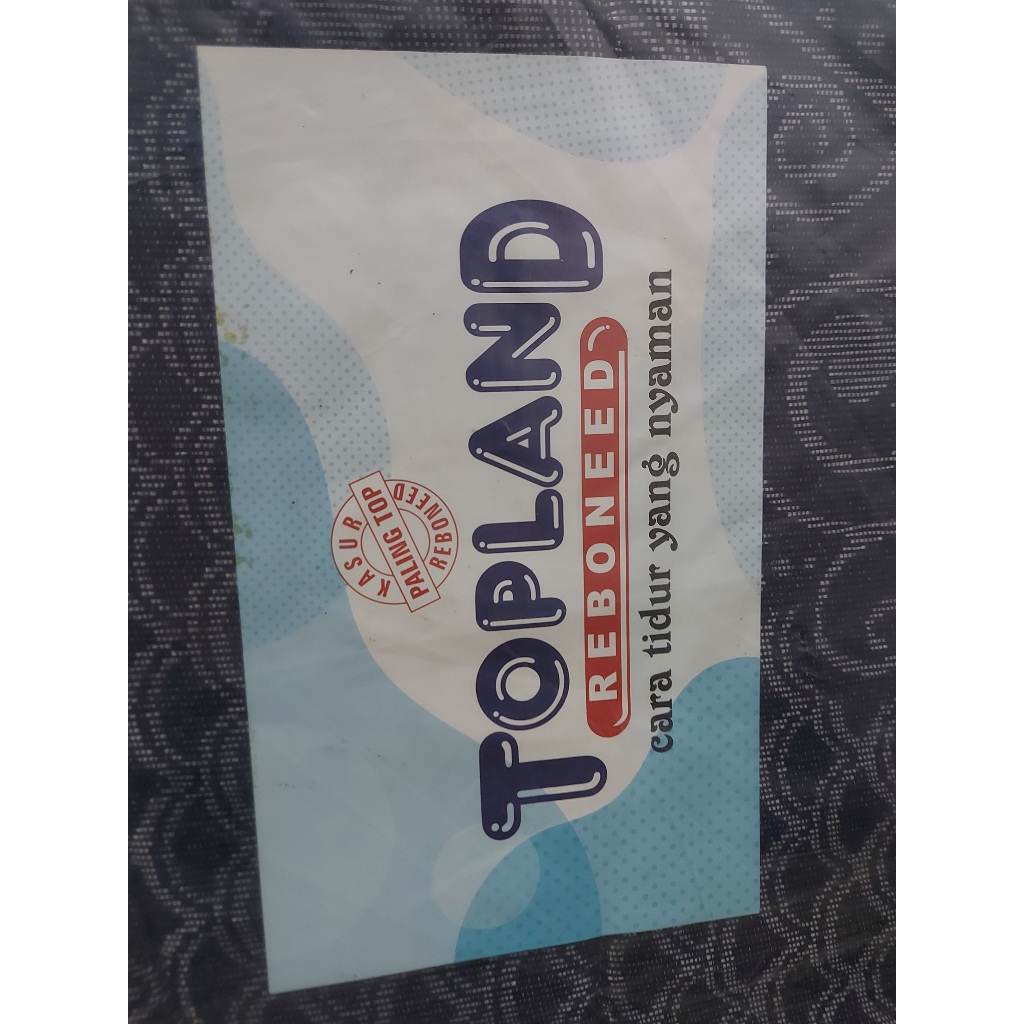 KASUR
PALING TOP
REBONEED
TOPLAND
REBONEED
cara tidur yang nyaman